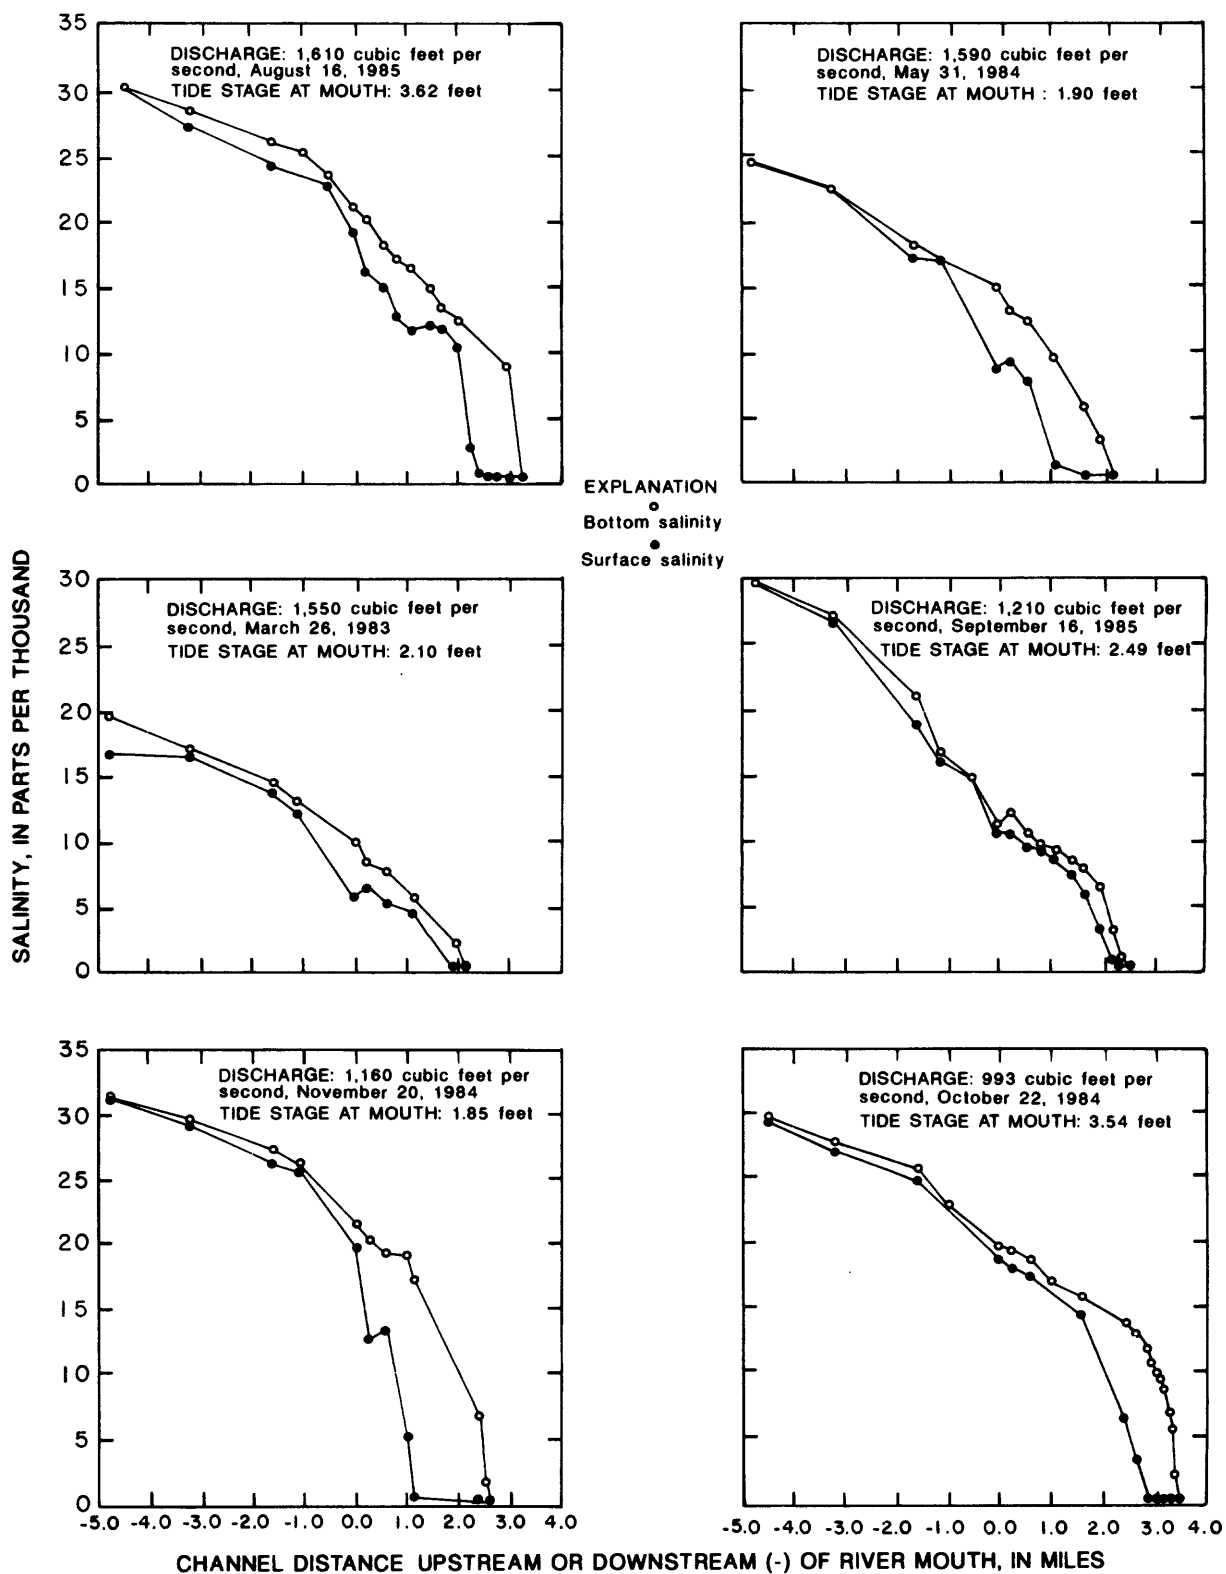 35
30
25
20
15
10
5
0
DISCHARGE: 1,610 cubic feet per
second, August 16, 1985
TIDE STAGE AT MOUTH: 3.62 feet
DISCHARGE: 1,590 cubic feet per
second, May 31, 1984
TIDE STAGE AT MOUTH : 1.90 feet
EXPLANATION
Bottom salinity
Surface salinity
SALINITY, IN PARTS PER THOUSAND
30
25
20
15
10
5
0
DISCHARGE: 1,550 cubic feet per
second, March 26, 1983
TIDE STAGE AT MOUTH: 2.10 feet
DISCHARGE: 1,210 cubic feet per
second, September 16, 1985
TIDE STAGE AT MOUTH: 2.49 feet
35
30
25
20
15
10
5
0
DISCHARGE: 1,160 cubic feet per
second, November 20, 1984
TIDE STAGE AT MOUTH: 1.85 feet
DISCHARGE: 993 cubic feet per
second, October 22, 1984
TIDE STAGE AT MOUTH: 3.54 feet
-5.0 -4.0 -3.0 -2.0 -1.0 0.0 1.0 2.0 3.0 4.0
-5.0 -4.0 -3.0 -2.0 -1.0 0.0 1.0 2.0 3.0 4.0
CHANNEL DISTANCE UPSTREAM OR DOWNSTREAM (-) OF RIVER MOUTH, IN MILES